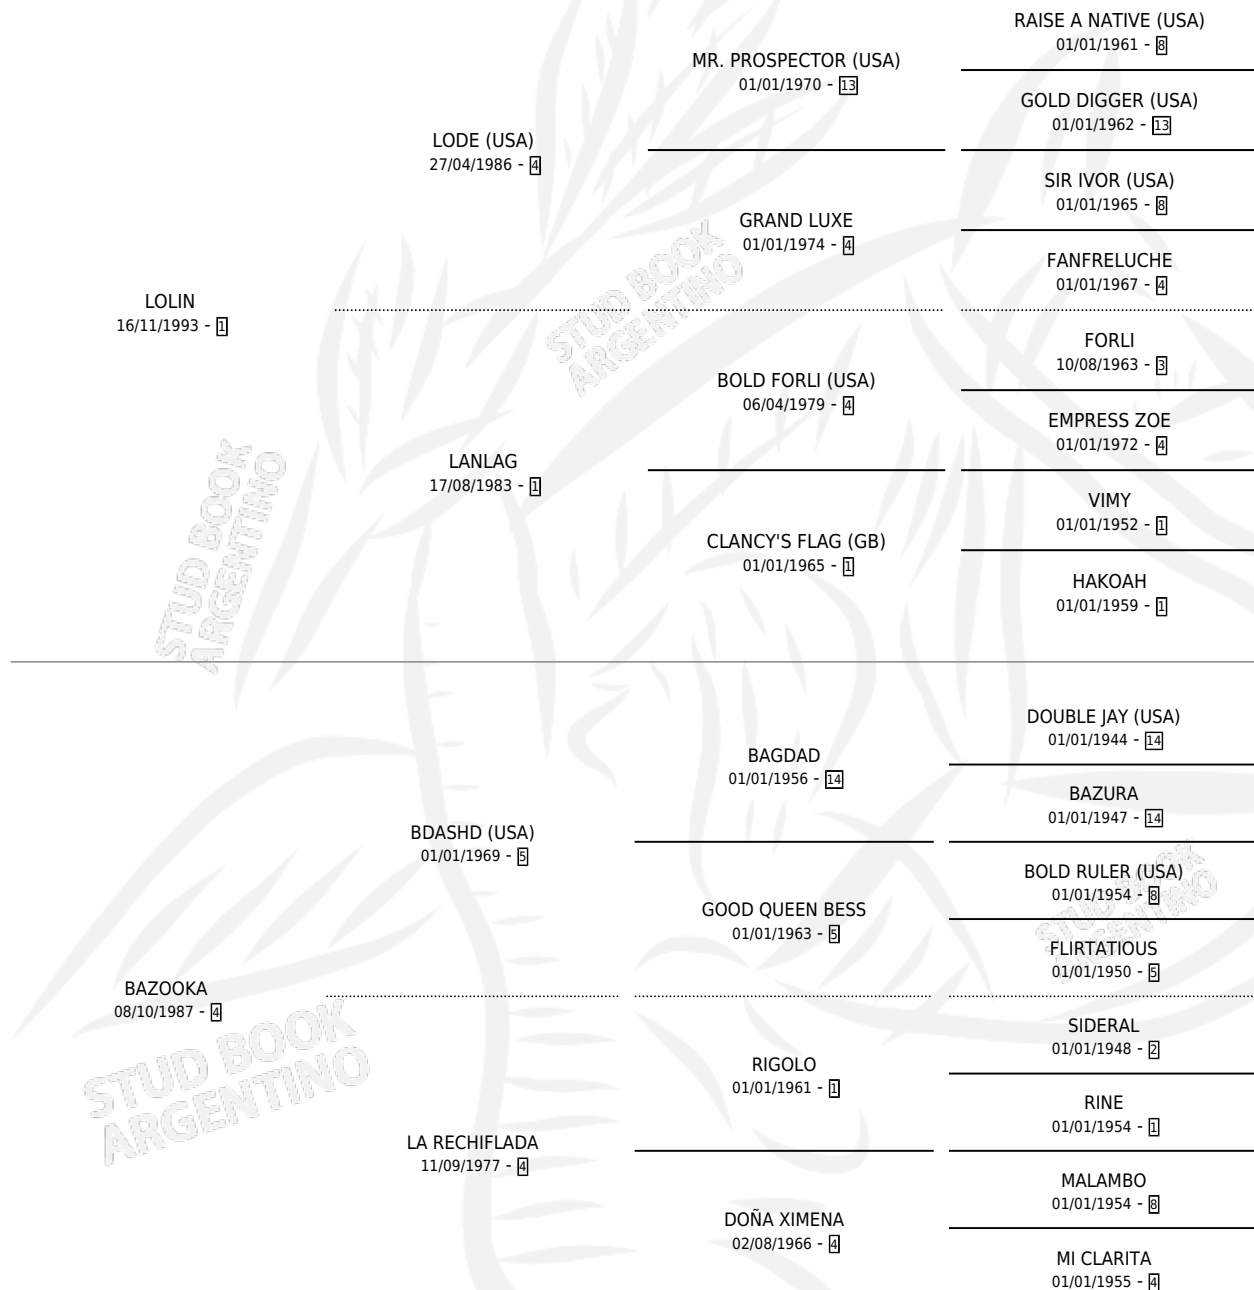 RAISE A NATIVE (USA)
01/01/1961 - 8
MR. PROSPECTOR (USA)
01/01/1970 - 13
GOLD DIGGER (USA)
01/01/1962 - 13
LODE (USA)
27/04/1986 - 4
SIR IVOR (USA)
01/01/1965 - 8
GRAND LUXE
01/01/1974 - 4
FANFRELUCHE
01/01/1967 - 4
LOLIN
16/11/1993 - 1
FORLI
10/08/1963 - 3
BOLD FORLI (USA)
06/04/1979 - 4
EMPRESS ZOE
01/01/1972 - 4
LANLAG
17/08/1983 - 1
VIMY
01/01/1952 - 1
CLANCY'S FLAG (GB)
01/01/1965 - 1
HAKOAH
01/01/1959 - 1
DOUBLE JAY (USA)
01/01/1944 - 14
BAGDAD
01/01/1956 - 14
BAZURA
01/01/1947 - 14
BDASHD (USA)
01/01/1969 - 5
BOLD RULER (USA)
01/01/1954 - 8
GOOD QUEEN BESS
01/01/1963 - 5
FLIRTATIOUS
01/01/1950 - 5
BAZOOKA
08/10/1987 - 4
SIDERAL
01/01/1948 - 2
RIGOLO
01/01/1961 - 1
RINE
01/01/1954 - 1
LA RECHIFLADA
11/09/1977 - 4
MALAMBO
01/01/1954 - 8
DOÑA XIMENA
02/08/1966 - 4
MI CLARITA
01/01/1955 - 4
STUD BOOK
ARGENTINO
STUD BOOK
ARGENTINO
STUD BOOK
ARGENTINO
STUD BOOK
ARGENTINO